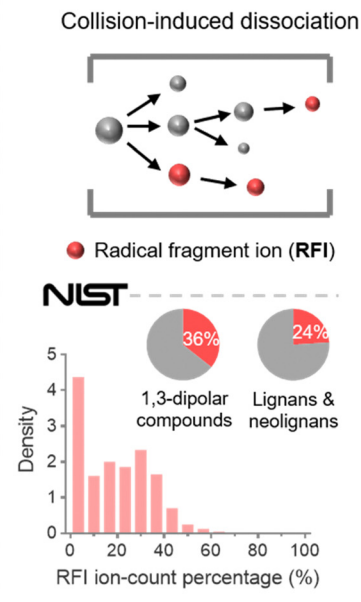 Collision-induced dissociation
Radical fragment ion (RFI)
NIST
36%
24%
1,3-dipolar
compounds
Lignans &
neolignans
Density
5
4
3
2
1
0
0 20 40 60 80 100
RFI ion-count percentage (%)